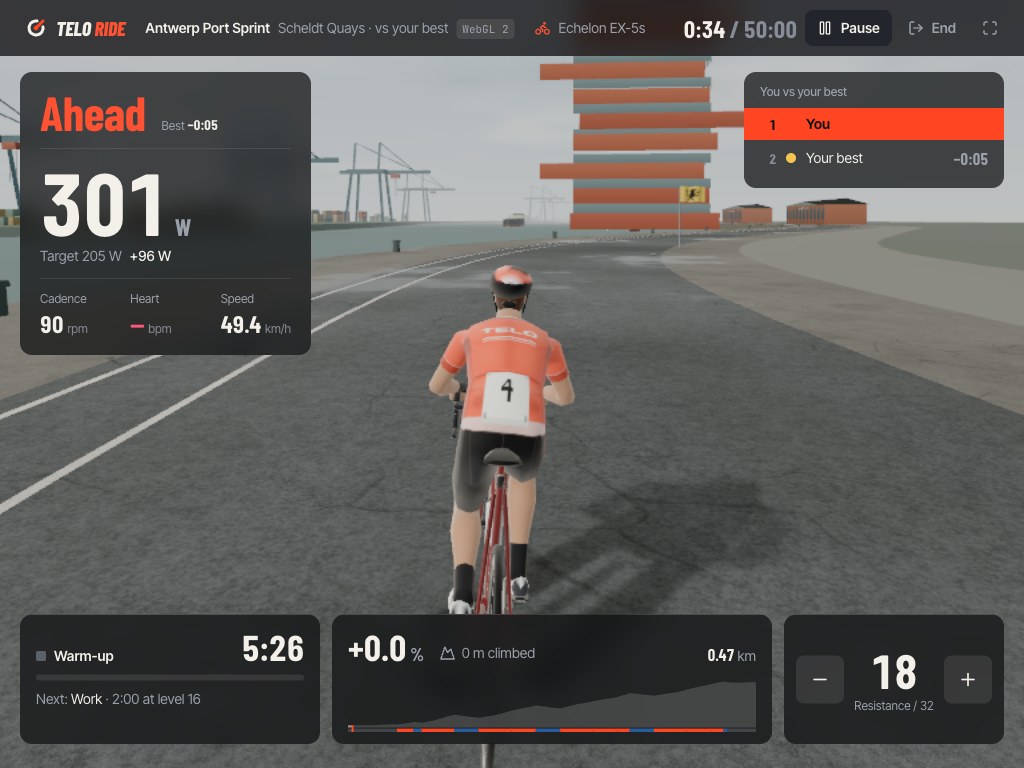 TELO RIDE
Antwerp Port Sprint Scheldt Quays · vs your best WebGL 2
Echelon EX-5s
0:34 / 50:00
Pause
End
Ahead Best −0:05
301 W
Target 205 W +96 W
Cadence Heart Speed
90 rpm – bpm 49.4 km/h
You vs your best
1 You
2 Your best −0:05
TELO
4
Warm-up 5:26
Next: Work · 2:00 at level 16
+0.0 % 0 m climbed 0.47 km
− 18 +
Resistance / 32